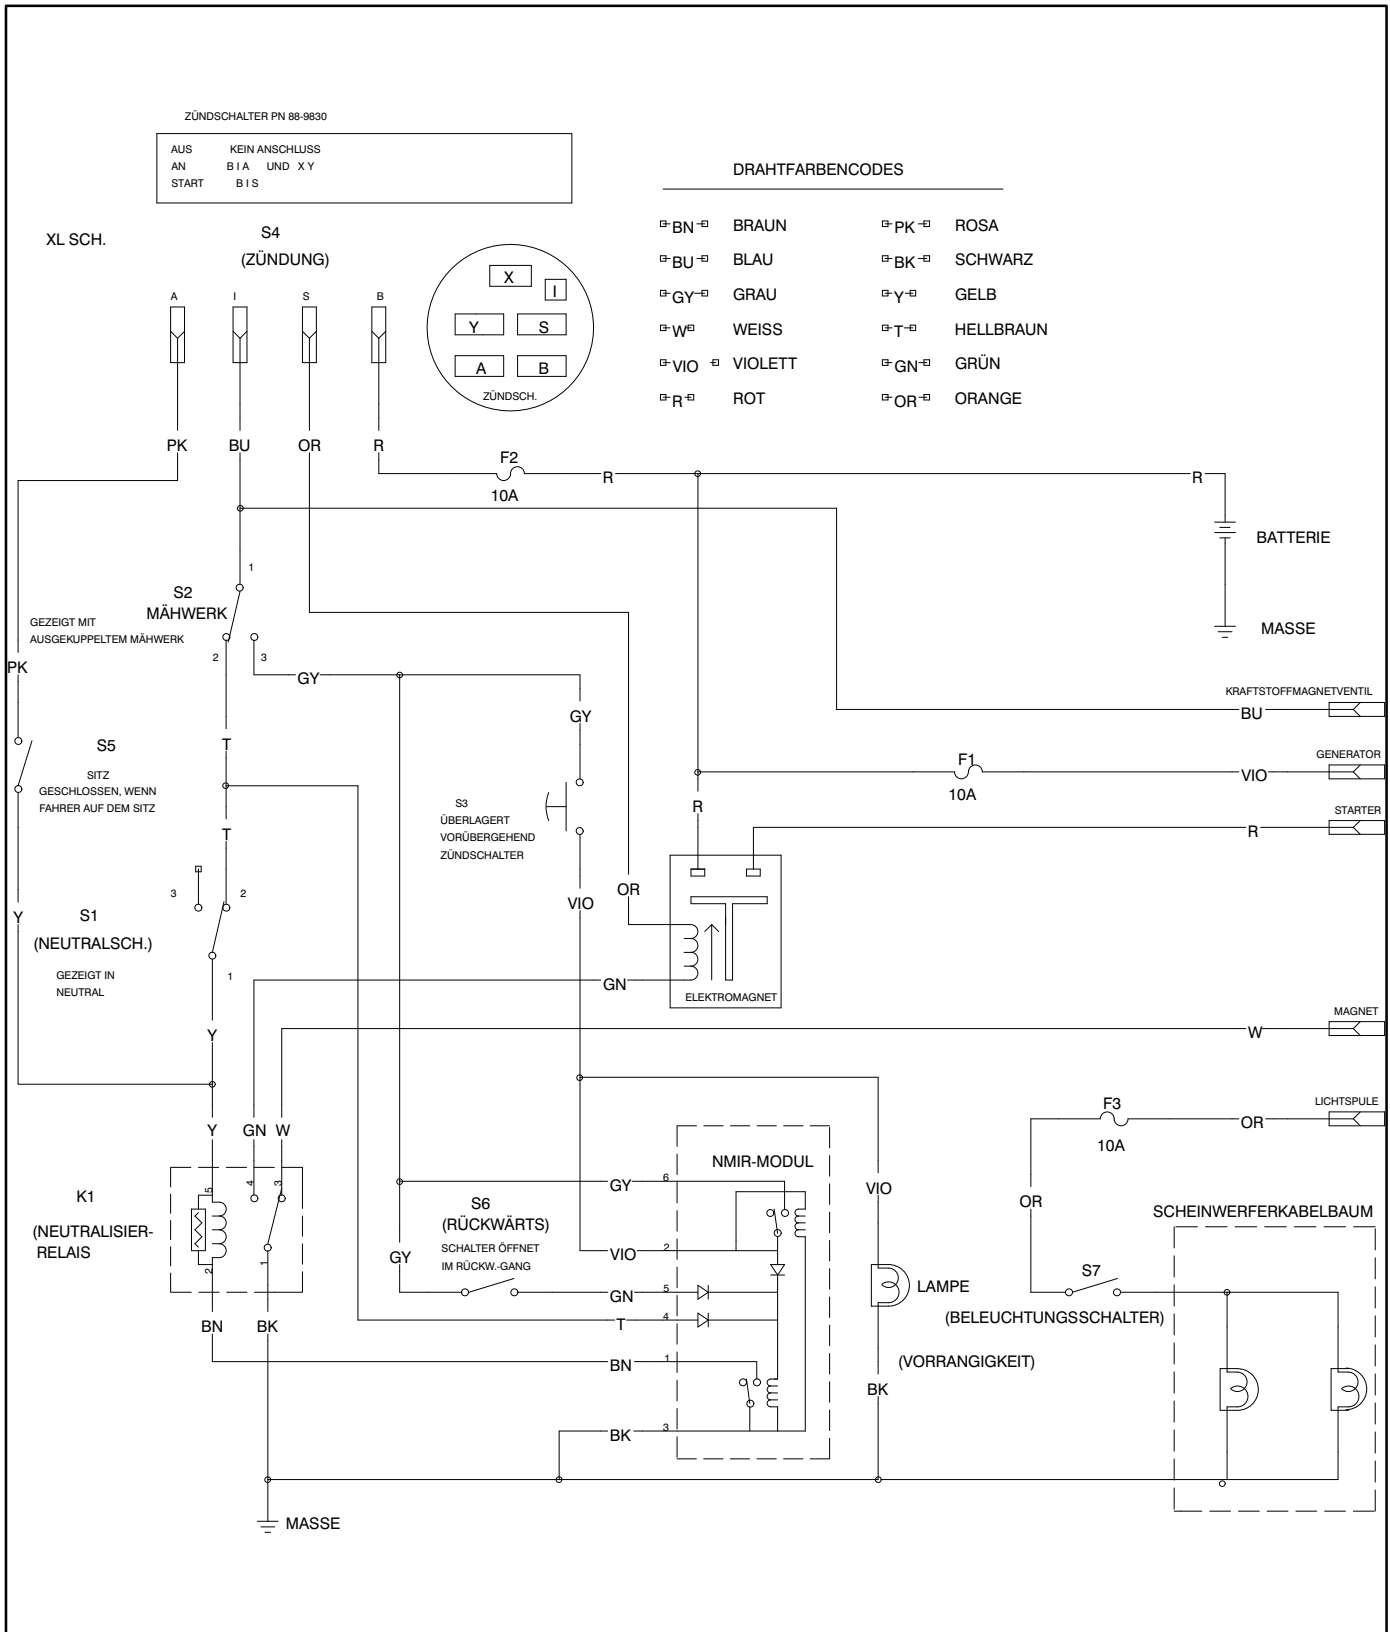 ZÜNDSCHALTER PN 88-9830
AUS KEIN ANSCHLUSS
AN B I A UND X Y
START B I S
DRAHTFARBENCODES
BN BRAUN PK ROSA
BU BLAU BK SCHWARZ
GY GRAU Y GELB
W WEISS T HELLBRAUN
VIO VIOLETT GN GRÜN
R ROT OR ORANGE
XL SCH.
S4
(ZÜNDUNG)
A I S B
X
I
Y S
A B
ZÜNDSCH.
PK BU OR R
F2
10A
R
R
BATTERIE
MASSE
1
S2
MÄHWERK
GEZEIGT MIT
AUSGEKUPPELTEM MÄHWERK
2 3
PK
GY
GY
KRAFTSTOFFMAGNETVENTIL
BU
T
S5
SITZ
GESCHLOSSEN, WENN
FAHRER AUF DEM SITZ
F1
10A
GENERATOR
VIO
R
S3
ÜBERLAGERT
VORÜBERGEHEND
ZÜNDSCHALTER
STARTER
R
T
3 2
OR
VIO
Y
S1
(NEUTRALSCH.)
GEZEIGT IN
NEUTRAL
1
GN
ELEKTROMAGNET
MAGNET
W
Y
LICHTSPULE
F3
10A
OR
Y GN W
NMIR-MODUL
K1
(NEUTRALISIER-
RELAIS
5 4 3
2 1
GY 6
S6
(RÜCKWÄRTS)
SCHALTER ÖFFNET
IM RÜCKW.-GANG
VIO
OR
SCHEINWERFERKABELBAUM
GY
VIO 2
GN 5
T 4
LAMPE
S7
(BELEUCHTUNGSSCHALTER)
BN BK
BN 1
(VORRANGIGKEIT)
BK
BK 3
MASSE